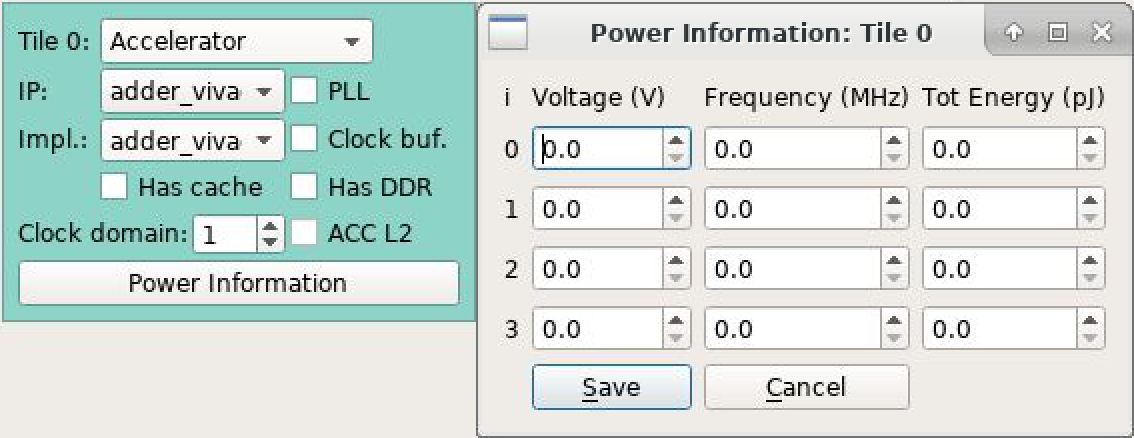 Tile 0: Accelerator
IP: adder_viva PLL
Impl.: adder_viva Clock buf.
Has cache Has DDR
Clock domain: 1 ACC L2
Power Information
Power Information: Tile 0
i Voltage (V) Frequency (MHz) Tot Energy (pJ)
0 0.0 0.0 0.0
1 0.0 0.0 0.0
2 0.0 0.0 0.0
3 0.0 0.0 0.0
Save Cancel